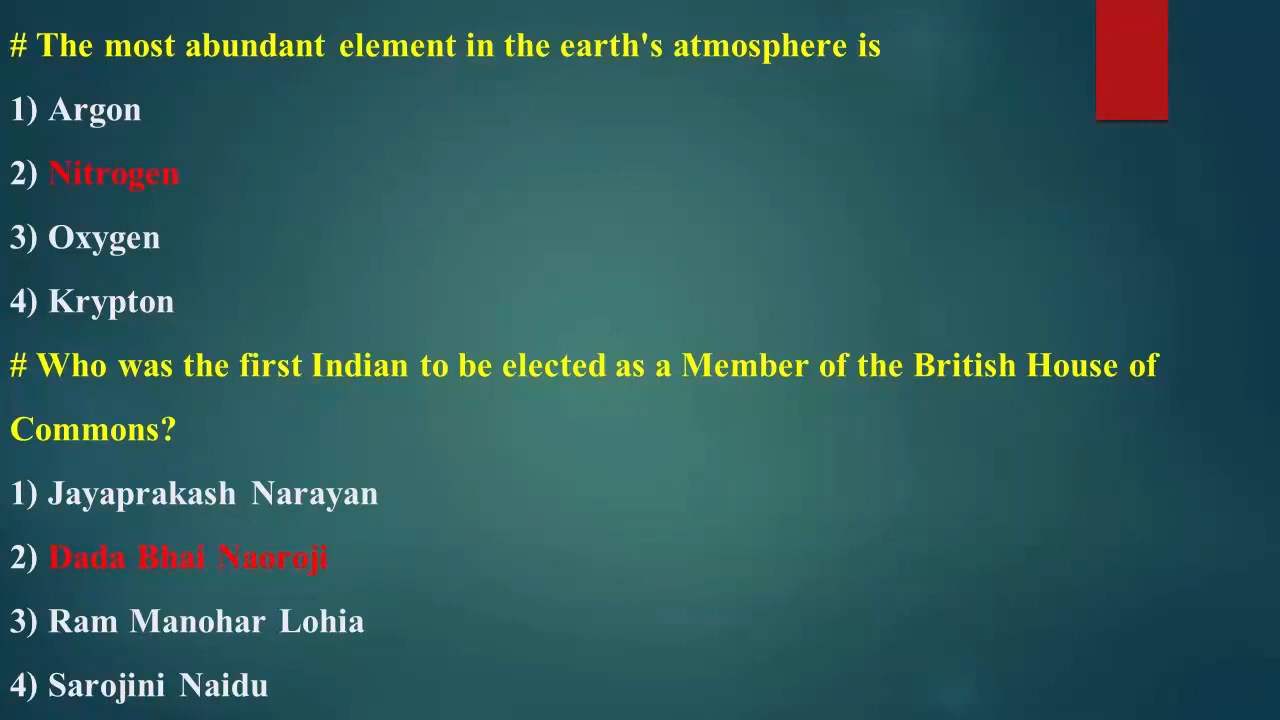 # The most abundant element in the earth's atmosphere is
1) Argon
2) Nitrogen
3) Oxygen
4) Krypton
# Who was the first Indian to be elected as a Member of the British House of
Commons?
1) Jayaprakash Narayan
2) Dada Bhai Naoroji
3) Ram Manohar Lohia
4) Sarojini Naidu